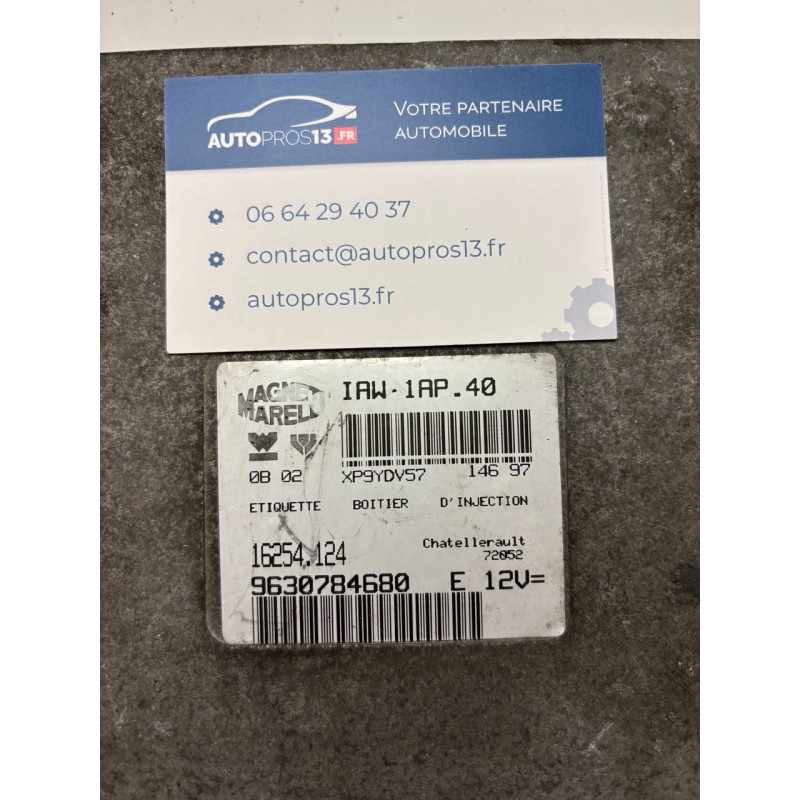 AUTOPROS13.FR
VOTRE PARTENAIRE
AUTOMOBILE
06 64 29 40 37
contact@autopros13.fr
autopros13.fr
MAGNETI
MARELLI
IAW-1AP.40
0B 02 XP9YDV57 146 97
ETIQUETTE BOITIER D'INJECTION
16254.124
Chatellerault
72052
9630784680 E 12V=